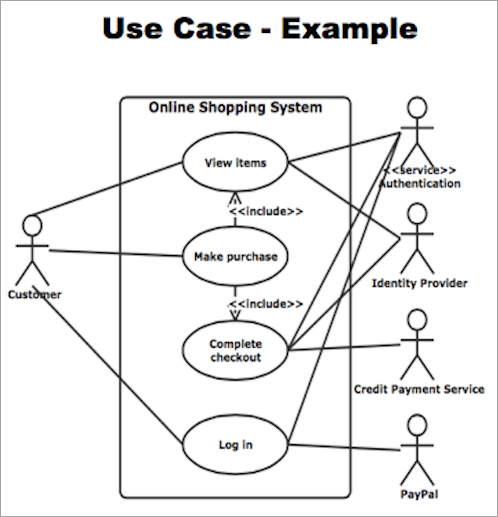 Use Case - Example
Online Shopping System
View items
<<service>>
Authentication
<<include>>
Make purchase
Customer
Identity Provider
<<include>>
Complete
checkout
Credit Payment Service
Log in
PayPal